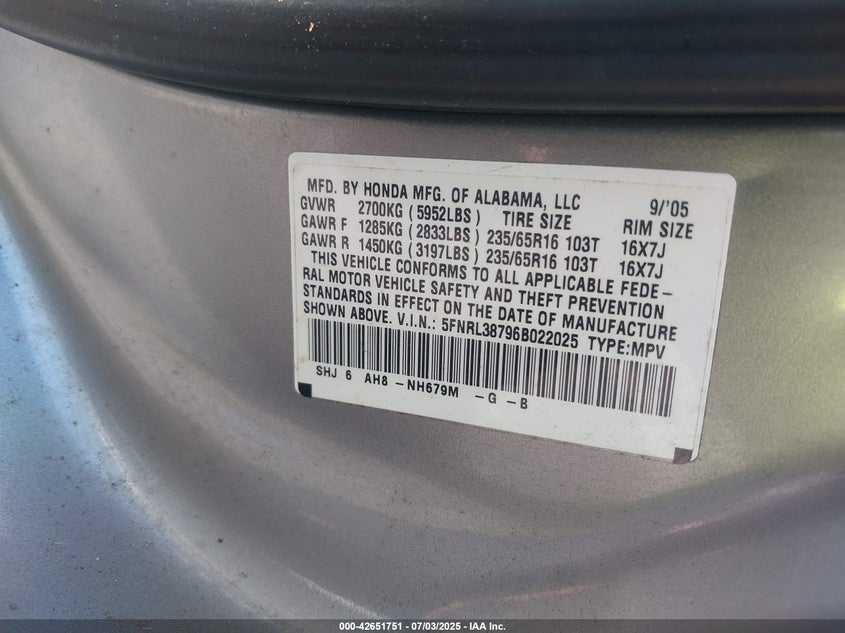 MFD. BY HONDA MFG. OF ALABAMA, LLC 9/'05
GVWR 2700KG (5952LBS) TIRE SIZE RIM SIZE
GAWR F 1285KG (2833LBS) 235/65R16 103T 16X7J
GAWR R 1450KG (3197LBS) 235/65R16 103T 16X7J
THIS VEHICLE CONFORMS TO ALL APPLICABLE FEDE-
RAL MOTOR VEHICLE SAFETY AND THEFT PREVENTION
STANDARDS IN EFFECT ON THE DATE OF MANUFACTURE
SHOWN ABOVE. V.I.N.: 5FNRL38796B022025 TYPE:MPV
SHJ 6 AH8 -NH679M -G -B
000-42651751 - 07/03/2025 - IAA Inc.